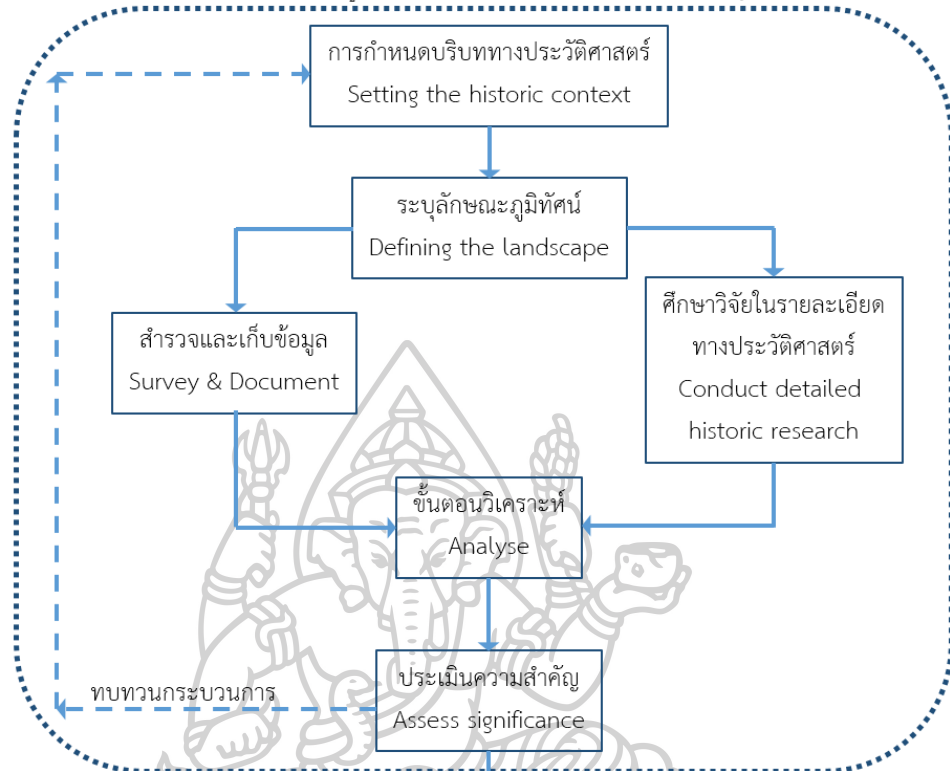 การกำหนดบริบททางประวัติศาสตร์
Setting the historic context
ระบุลักษณะภูมิทัศน์
Defining the landscape
สำรวจและเก็บข้อมูล
Survey & Document
ศึกษาวิจัยในรายละเอียด
ทางประวัติศาสตร์
Conduct detailed
historic research
ขั้นตอนวิเคราะห์
Analyse
ประเมินความสำคัญ
Assess significance
ทบทวนกระบวนการ